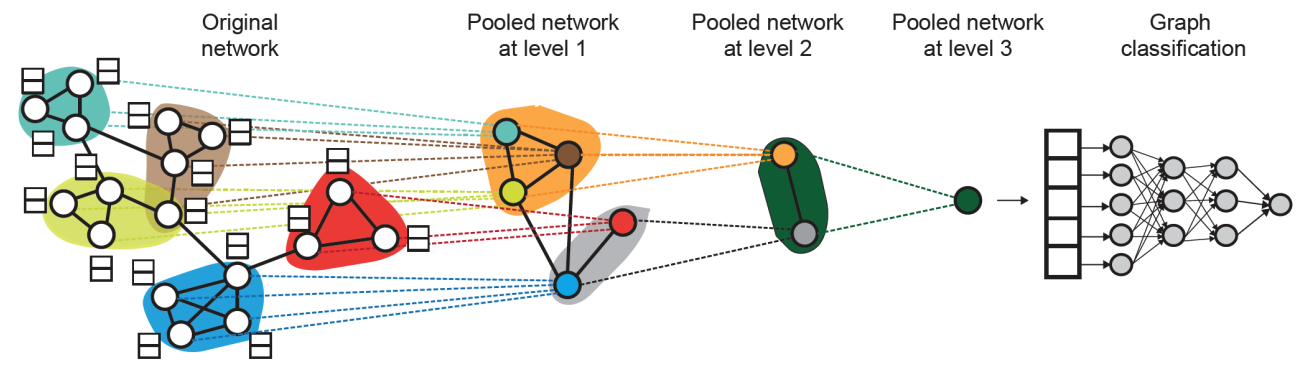 Original
network
Pooled network
at level 1
Pooled network
at level 2
Pooled network
at level 3
Graph
classification